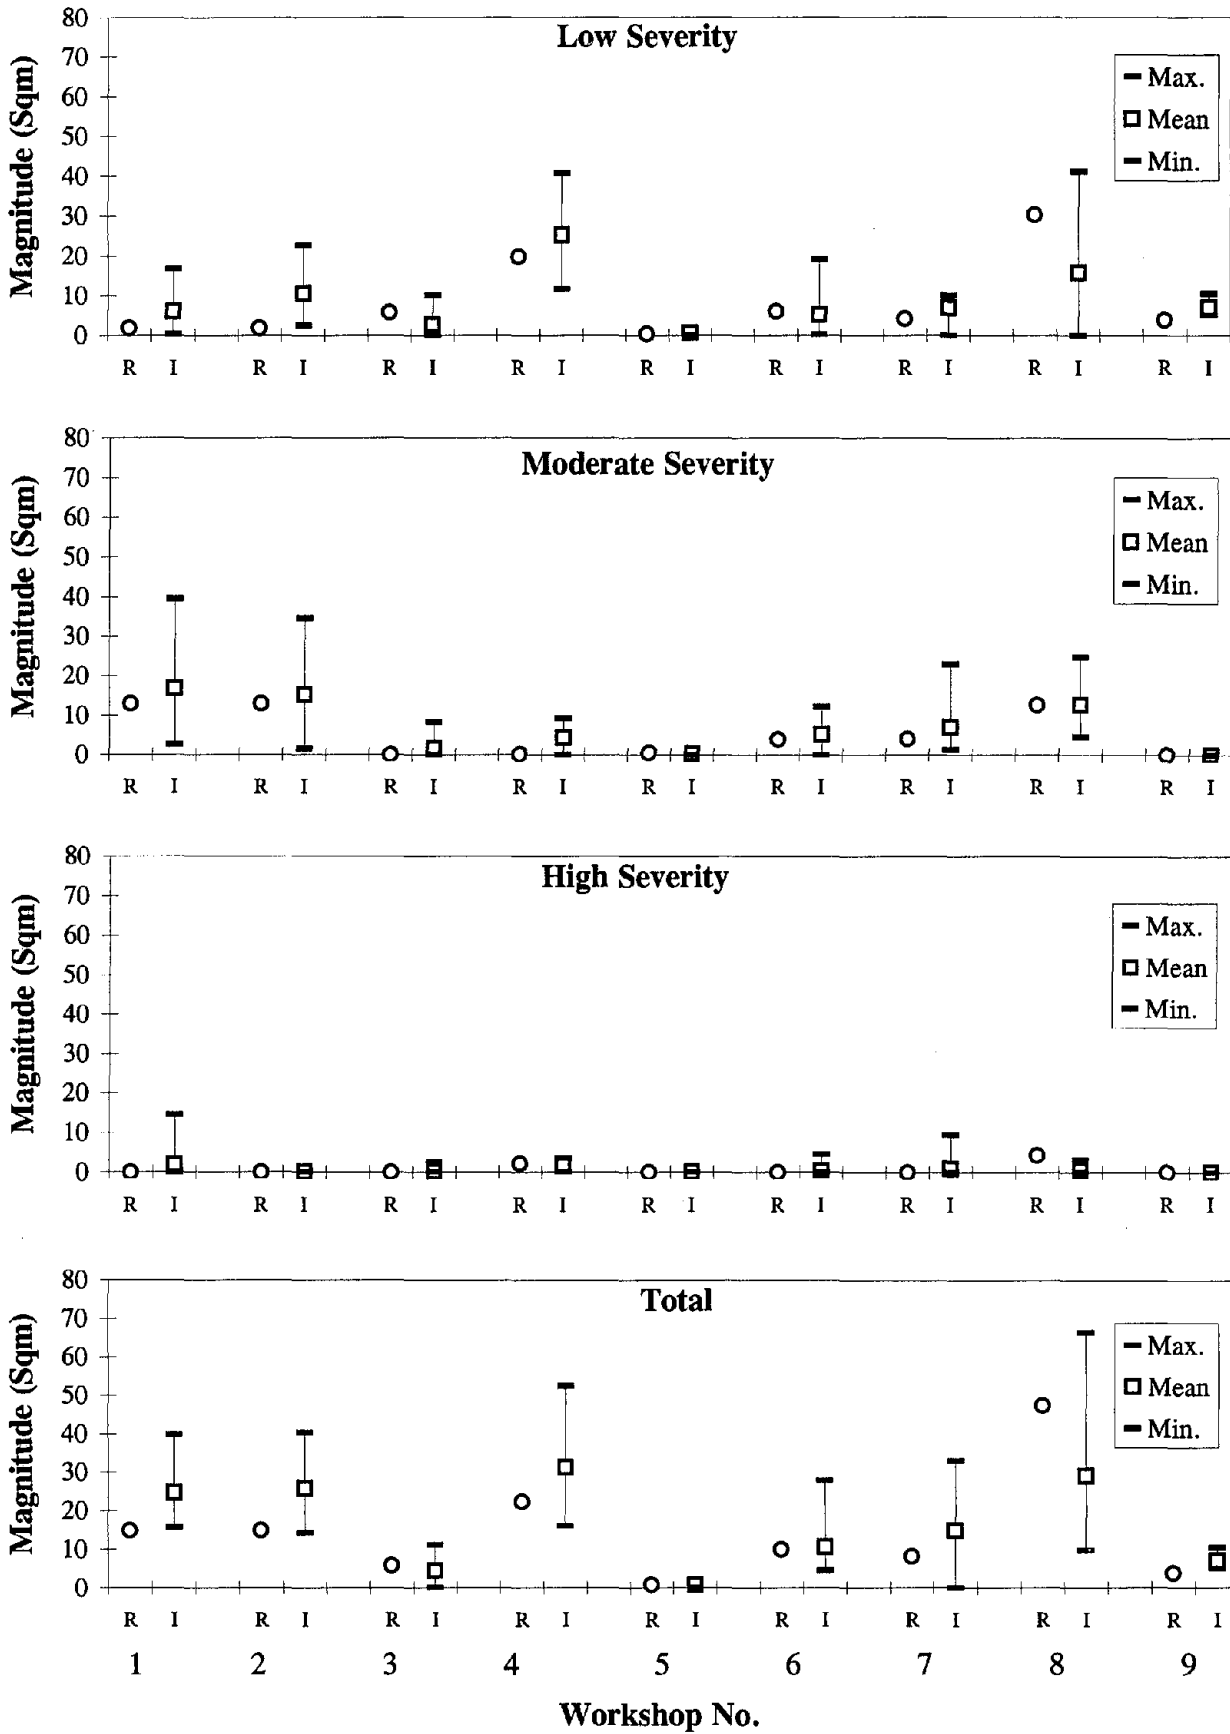 Low Severity
Magnitude (Sqm)
80
70
60
50
40
30
20
10
0
Max.
Mean
Min.
R I R I R I R I R I R I R I R I R I
Moderate Severity
Magnitude (Sqm)
80
70
60
50
40
30
20
10
0
Max.
Mean
Min.
R I R I R I R I R I R I R I R I R I
High Severity
Magnitude (Sqm)
80
70
60
50
40
30
20
10
0
Max.
Mean
Min.
R I R I R I R I R I R I R I R I R I
Total
Magnitude (Sqm)
80
70
60
50
40
30
20
10
0
Max.
Mean
Min.
R I R I R I R I R I R I R I R I R I
1 2 3 4 5 6 7 8 9
Workshop No.